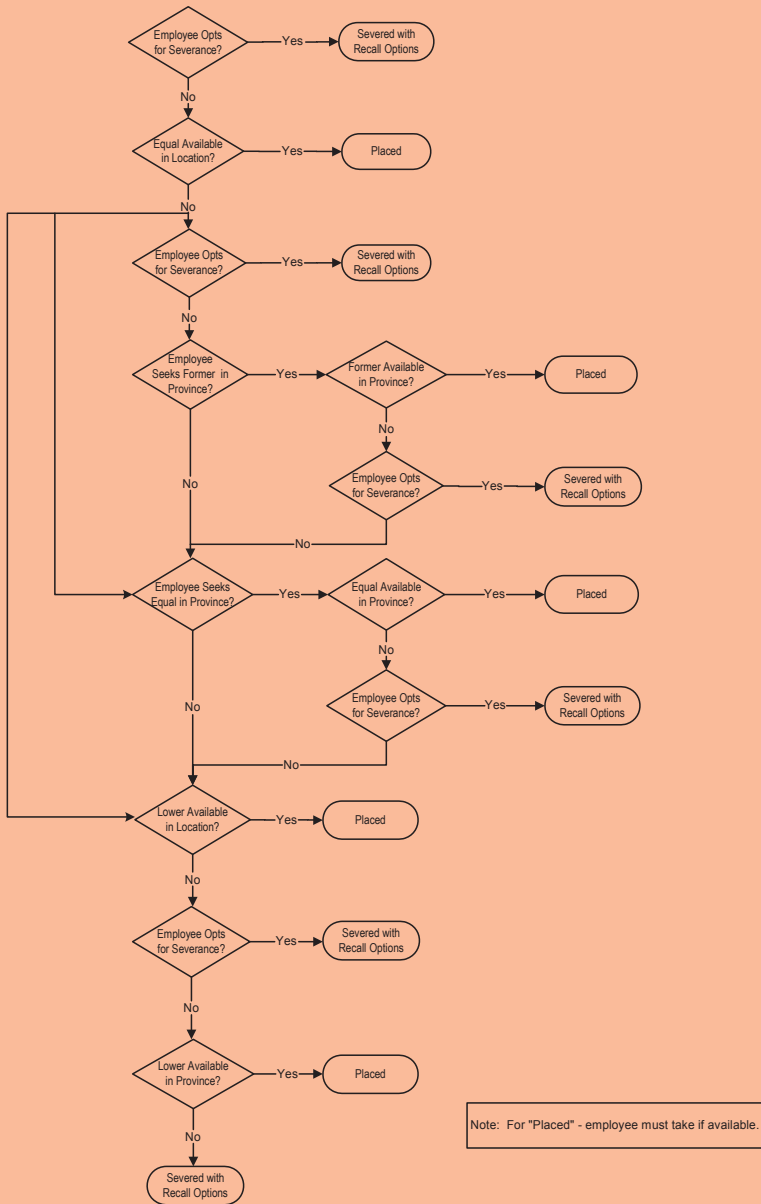 Employee Opts
for Severance?
Yes
Severed with
Recall Options
No
Equal Available
in Location?
Yes
Placed
No
Employee Opts
for Severance?
Yes
Severed with
Recall Options
No
Employee
Seeks Former in
Province?
Yes
Former Available
in Province?
Yes
Placed
No
No
Employee Opts
for Severance?
Yes
Severed with
Recall Options
No
Employee Seeks
Equal in Province?
Yes
Equal Available
in Province?
Yes
Placed
No
No
Employee Opts
for Severance?
Yes
Severed with
Recall Options
No
Lower Available
in Location?
Yes
Placed
No
Employee Opts
for Severance?
Yes
Severed with
Recall Options
No
Lower Available
in Province?
Yes
Placed
No
Severed with
Recall Options
Note: For "Placed" - employee must take if available.